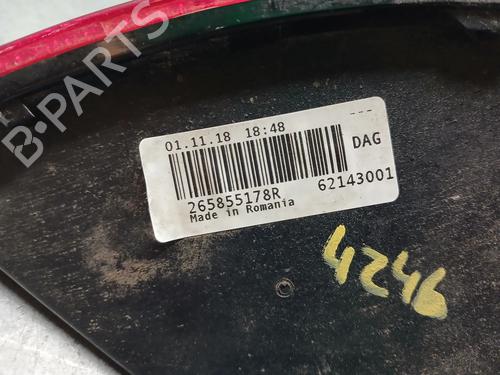 B-PARTS
---
01.11.18 18:48
DAG
265855178R
62143001
Made in Romania
4246